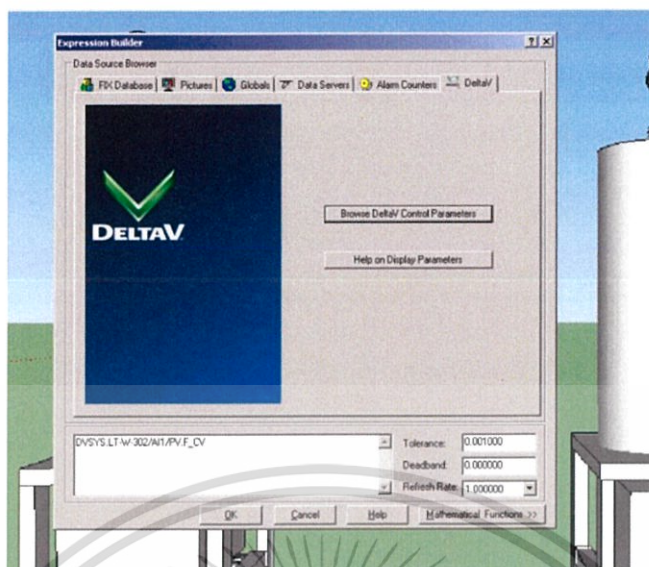 Expression Builder
Data Source Browser
FIX Database Pictures Globals Data Servers Alarm Counters DeltaV
DELTAV
Browse DeltaV Control Parameters
Help on Display Parameters
DVSYS.LT-W-302/AI1/PV.F_CV
Tolerance: 0.001000
Deadband: 0.000000
Refresh Rate: 1.000000
OK Cancel Help Mathematical Functions >>